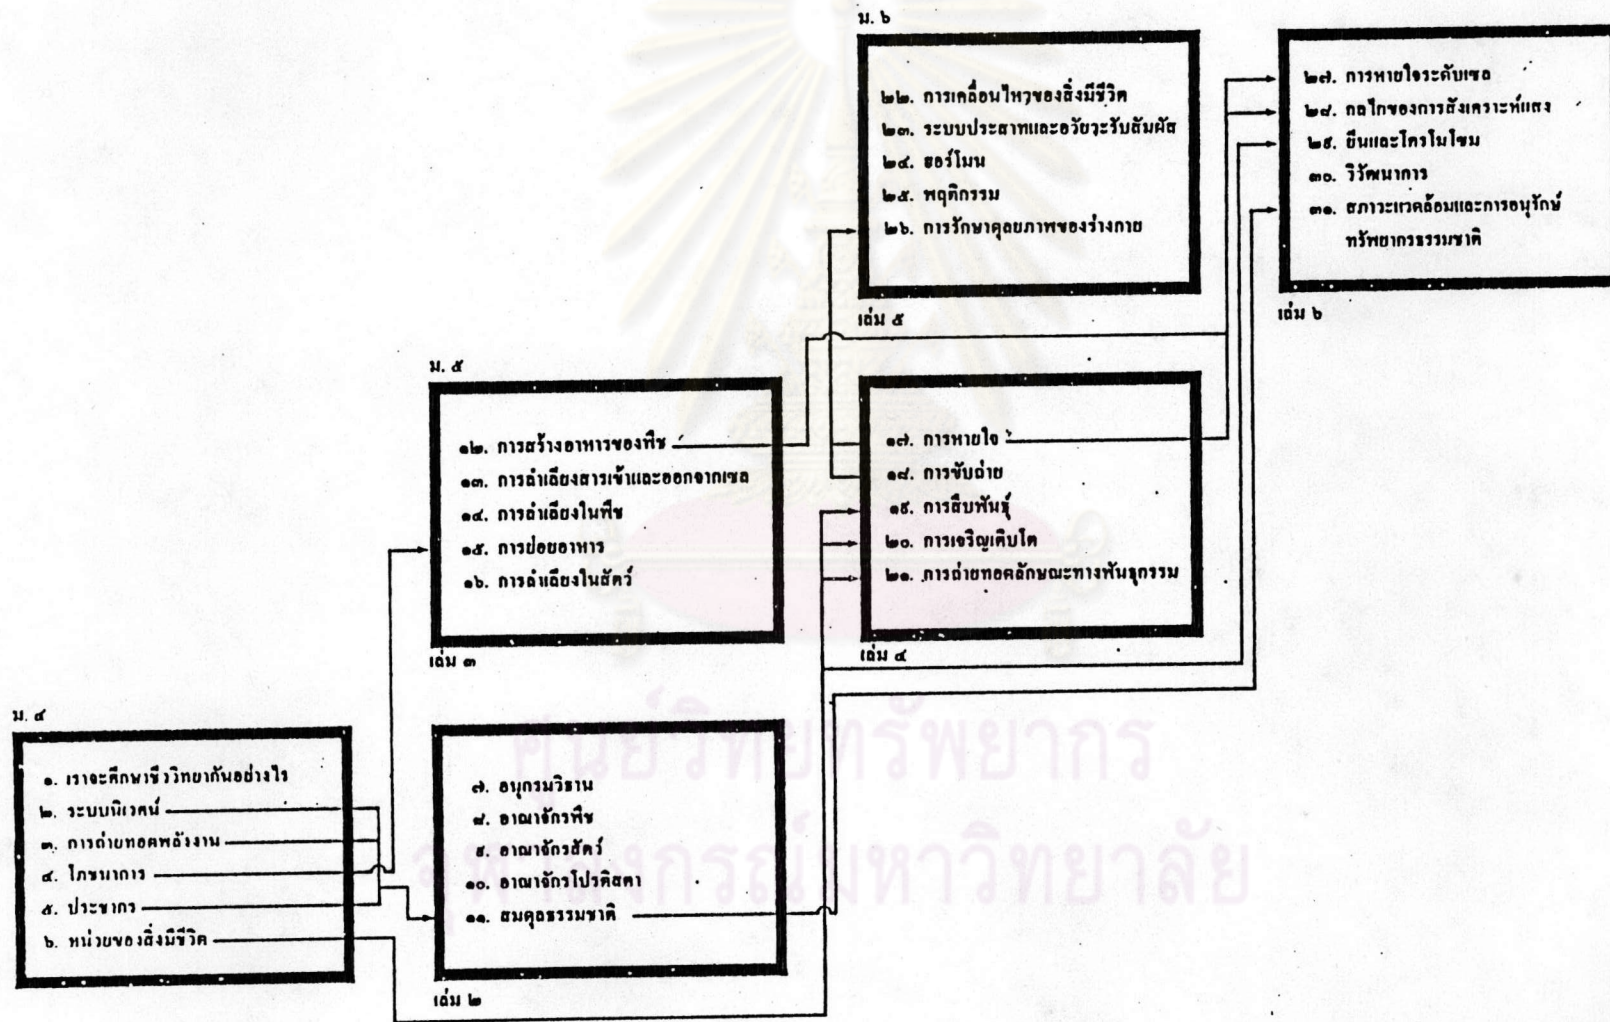 ม. ๖
๒๒. การเคลื่อนไหวของสิ่งมีชีวิต
๒๓. ระบบประสาทและอวัยวะรับสัมผัส
๒๔. ฮอร์โมน
๒๕. พฤติกรรม
๒๖. การรักษาดุลยภาพของร่างกาย
เล่ม ๕
๒๗. การหายใจระดับเซล
๒๘. กลไกของการสังเคราะห์แสง
๒๙. ยีนและโครโมโซม
๓๐. วิวัฒนาการ
๓๑. สภาวะแวดล้อมและการอนุรักษ์
ทรัพยากรธรรมชาติ
เล่ม ๖
ม. ๕
๑๒. การสร้างอาหารของพืช
๑๓. การลำเลียงสารเข้าและออกจากเซล
๑๔. การลำเลียงในพืช
๑๕. การย่อยอาหาร
๑๖. การลำเลียงในสัตว์
เล่ม ๓
๑๗. การหายใจ
๑๘. การขับถ่าย
๑๙. การสืบพันธุ์
๒๐. การเจริญเติบโต
๒๑. การถ่ายทอดลักษณะทางพันธุกรรม
เล่ม ๔
ม. ๔
๑. เราจะศึกษาชีววิทยากันอย่างไร
๒. ระบบนิเวศน์
๓. การถ่ายทอดพลังงาน
๔. โภชนาการ
๕. ประชากร
๖. หน่วยของสิ่งมีชีวิต
๗. อนุกรมวิธาน
๘. อาณาจักรพืช
๙. อาณาจักรสัตว์
๑๐. อาณาจักรโปรติสตา
๑๑. สมดุลธรรมชาติ
เล่ม ๒
ศูนย์วิทยทรัพยากร
จุฬาลงกรณ์มหาวิทยาลัย